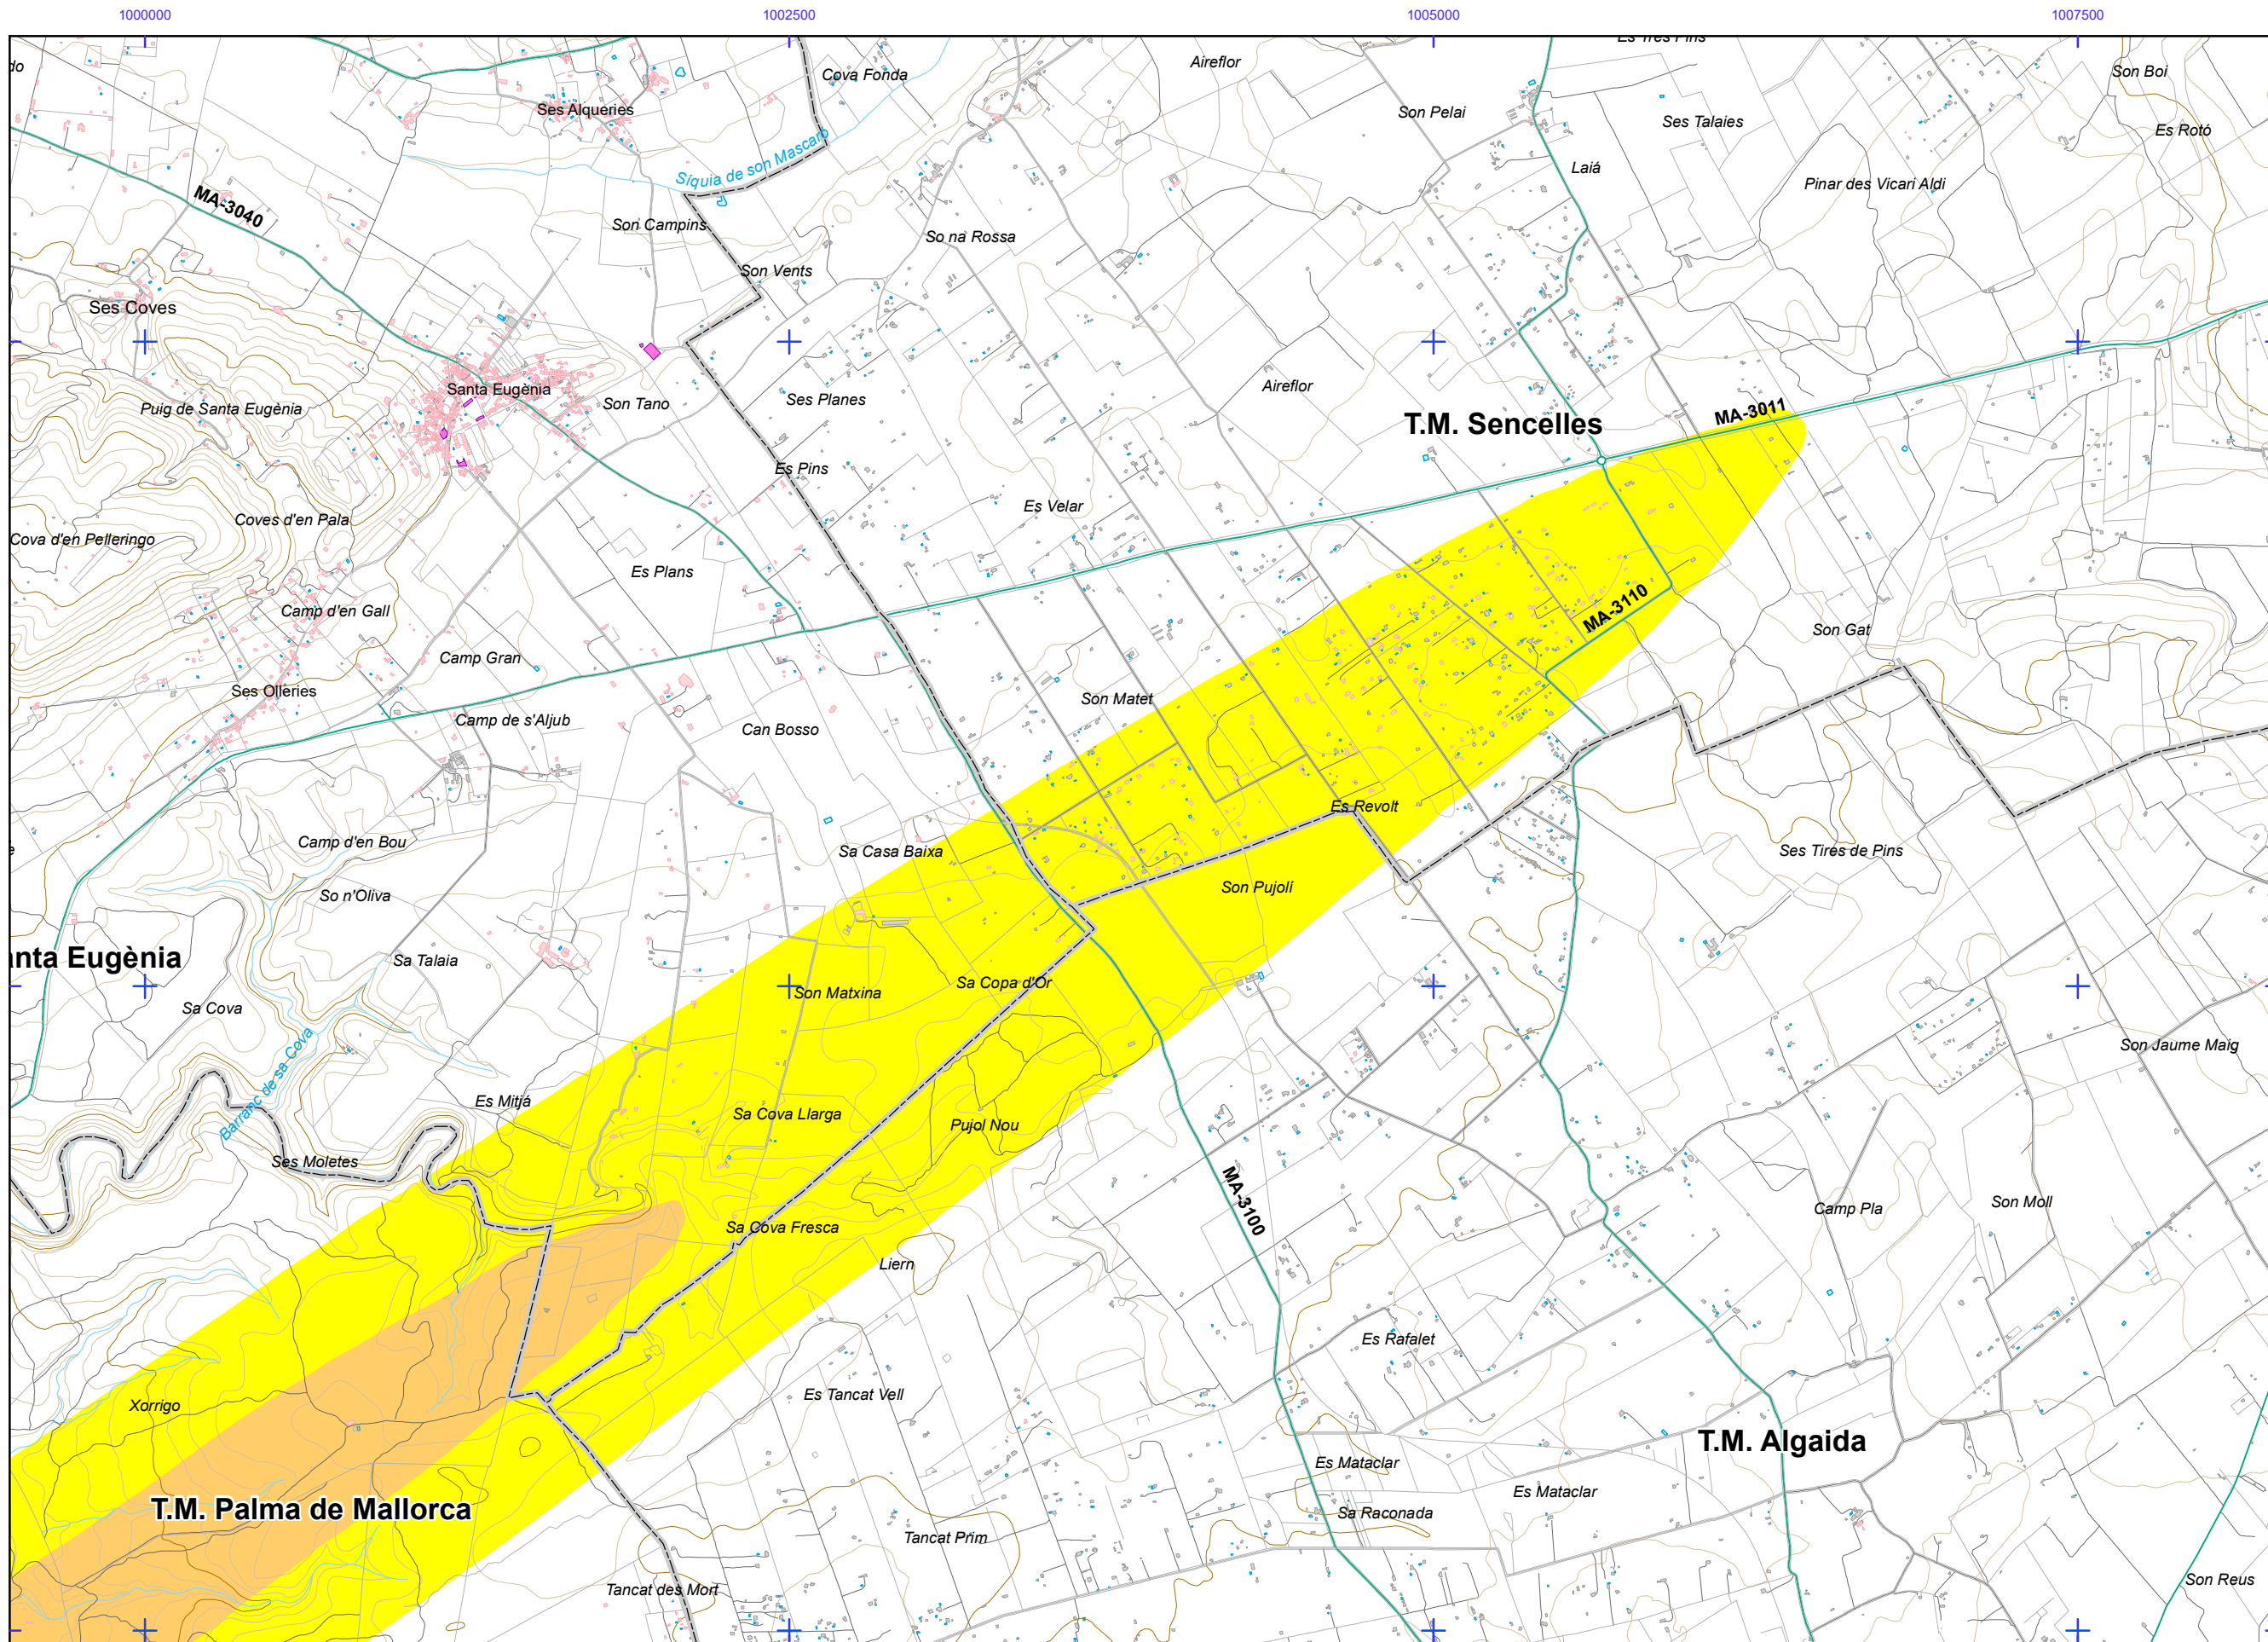 1000000
1002500
1005000
1007500
Es Tres Pins
Aireflor
Cova Fonda
Son Boi
do
Ses Alqueries
Son Pelai
Ses Talaies
Es Rotó
Síquia de son Mascaró
Laiá
Pinar des Vicari Aldi
MA-3040
Son Campins
So na Rossa
Son Vents
Ses Coves
Santa Eugènia
Aireflor
Puig de Santa Eugènia
Son Tano
Ses Planes
MA-3011
T.M. Sencelles
Es Pins
Es Velar
Coves d'en Pala
Cova d'en Pelleringo
Es Plans
MA-3110
Camp d'en Gall
Son Gat
Camp Gran
Ses Olleries
Son Matet
Camp de s'Aljub
Can Bosso
Es Revolt
Camp d'en Bou
Sa Casa Baixa
Ses Tires de Pins
e
So n'Oliva
Son Pujolí
anta Eugènia
Sa Talaia
Sa Copa d'Or
Son Matxina
Sa Cova
Son Jaume Maig
Barranc de sa Cova
Es Mitjá
Sa Cova Llarga
Pujol Nou
Ses Moletes
MA-3100
Son Moll
Camp Pla
Sa Cova Fresca
Liern
Es Rafalet
Es Tancat Vell
Xorrigo
T.M. Algaida
Es Mataclar
Es Mataclar
T.M. Palma de Mallorca
Sa Raconada
Tancat Prim
Son Reus
Tancat des Mort